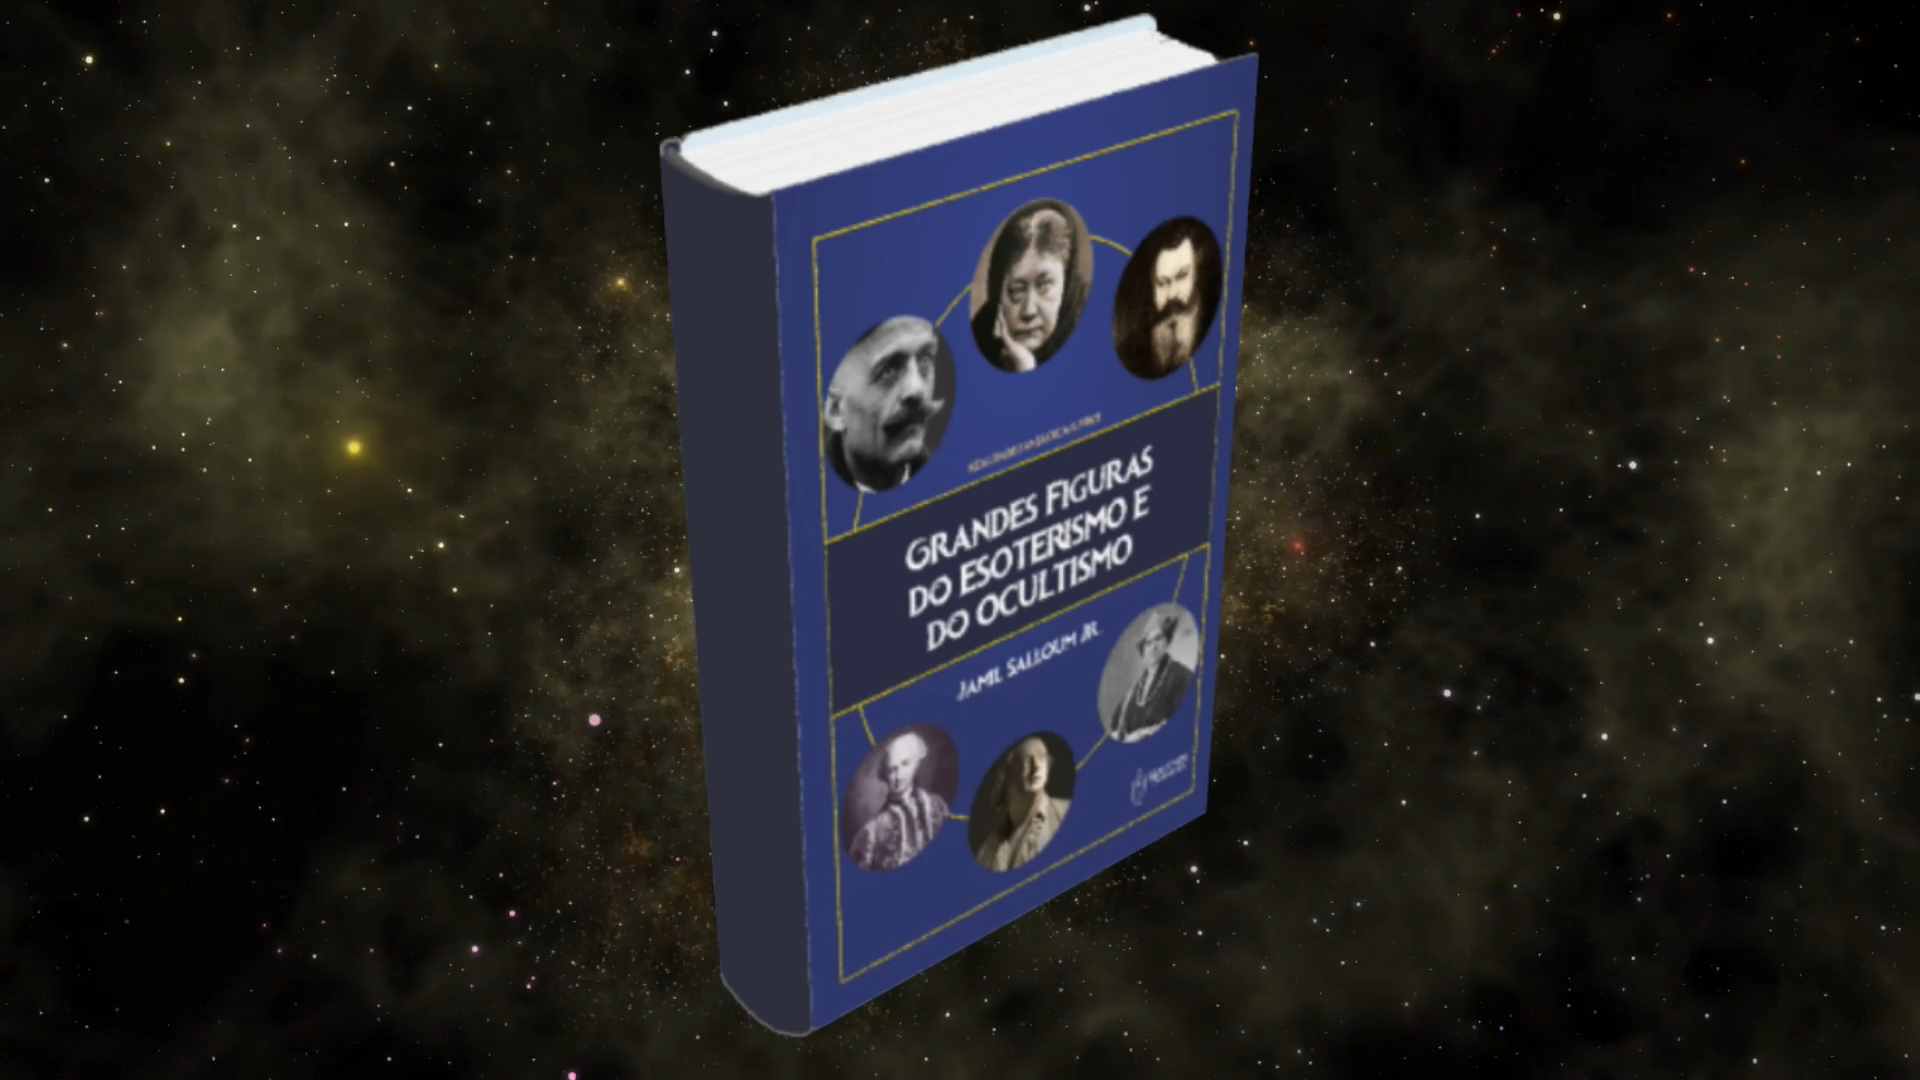 GRANDES FIGURAS
DO ESOTERISMO E
DO OCULTISMO
JAMIL SALLOUM JR.